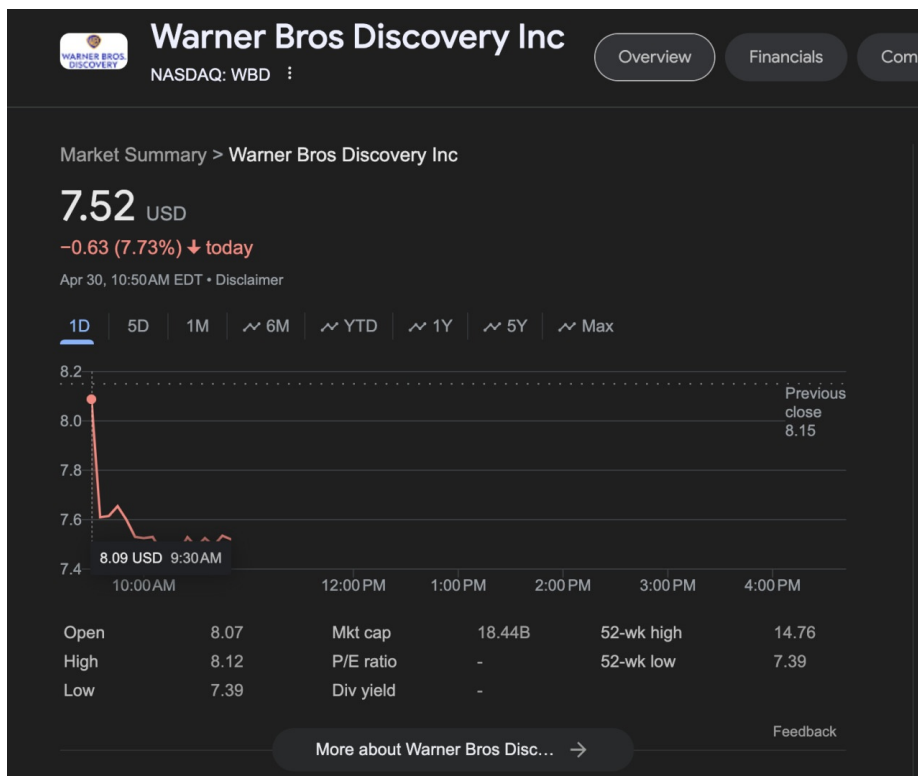 Warner Bros Discovery Inc
WARNER BROS.
DISCOVERY
NASDAQ: WBD
Overview
Financials
Com
Market Summary > Warner Bros Discovery Inc
7.52 USD
−0.63 (7.73%) today
Apr 30, 10:50 AM EDT • Disclaimer
1D 5D 1M 6M YTD 1Y 5Y Max
8.2
8.0
7.8
7.6
7.4
Previous
close
8.15
8.09 USD 9:30 AM
10:00 AM 12:00 PM 1:00 PM 2:00 PM 3:00 PM 4:00 PM
Open 8.07 Mkt cap 18.44B 52-wk high 14.76
High 8.12 P/E ratio - 52-wk low 7.39
Low 7.39 Div yield -
Feedback
More about Warner Bros Disc...